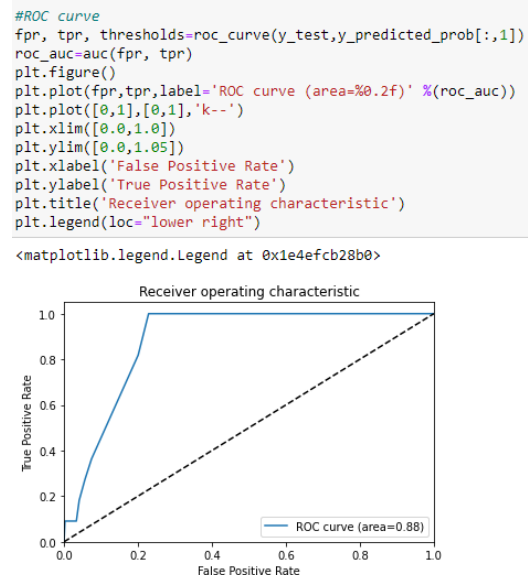 #ROC curve
fpr, tpr, thresholds=roc_curve(y_test,y_predicted_prob[:,1])
roc_auc=auc(fpr, tpr)
plt.figure()
plt.plot(fpr,tpr,label='ROC curve (area=%0.2f)' %(roc_auc))
plt.plot([0,1],[0,1],'k--')
plt.xlim([0.0,1.0])
plt.ylim([0.0,1.05])
plt.xlabel('False Positive Rate')
plt.ylabel('True Positive Rate')
plt.title('Receiver operating characteristic')
plt.legend(loc="lower right")
<matplotlib.legend.Legend at 0x1e4efcb28b0>
Receiver operating characteristic
True Positive Rate
1.0
0.8
0.6
0.4
0.2
0.0
ROC curve (area=0.88)
0.0 0.2 0.4 0.6 0.8 1.0
False Positive Rate